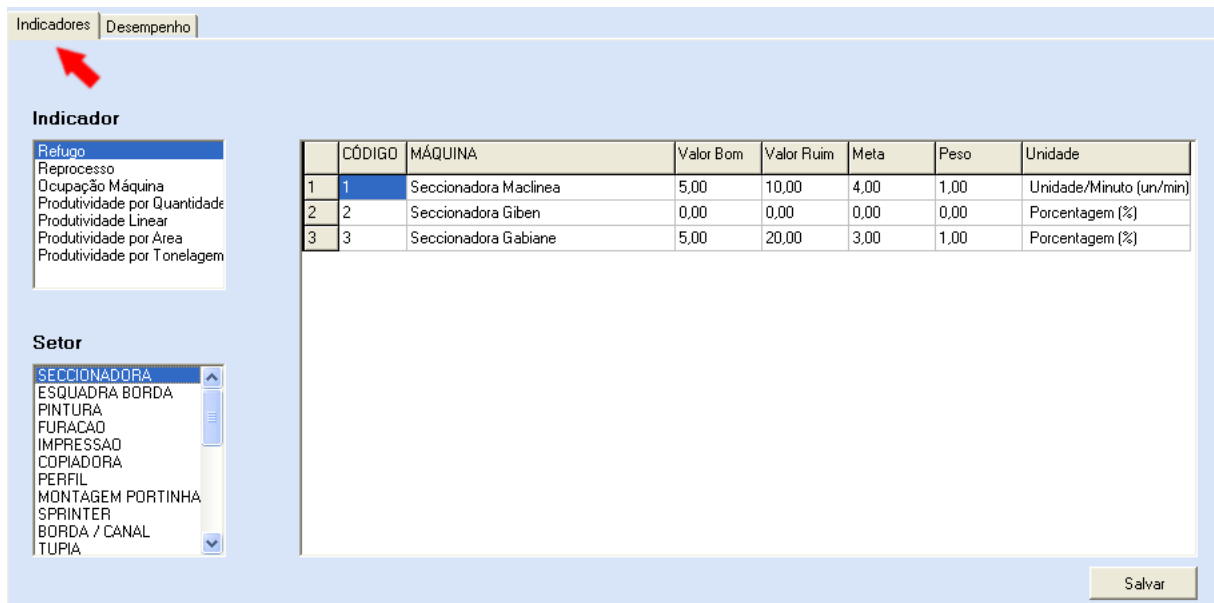 Indicadores Desempenho
Indicador
Refugo
Reprocesso
Ocupação Máquina
Produtividade por Quantidade
Produtividade Linear
Produtividade por Area
Produtividade por Tonelagem
CÓDIGO MÁQUINA Valor Bom Valor Ruim Meta Peso Unidade
1 1 Seccionadora Maclinea 5,00 10,00 4,00 1,00 Unidade/Minuto (un/min)
2 2 Seccionadora Giben 0,00 0,00 0,00 0,00 Porcentagem (%)
3 3 Seccionadora Gabiane 5,00 20,00 3,00 1,00 Porcentagem (%)
Setor
SECCIONADORA
ESQUADRA BORDA
PINTURA
FURACAO
IMPRESSAO
COPIADORA
PERFIL
MONTAGEM PORTINHA
SPRINTER
BORDA / CANAL
TUPIA
Salvar